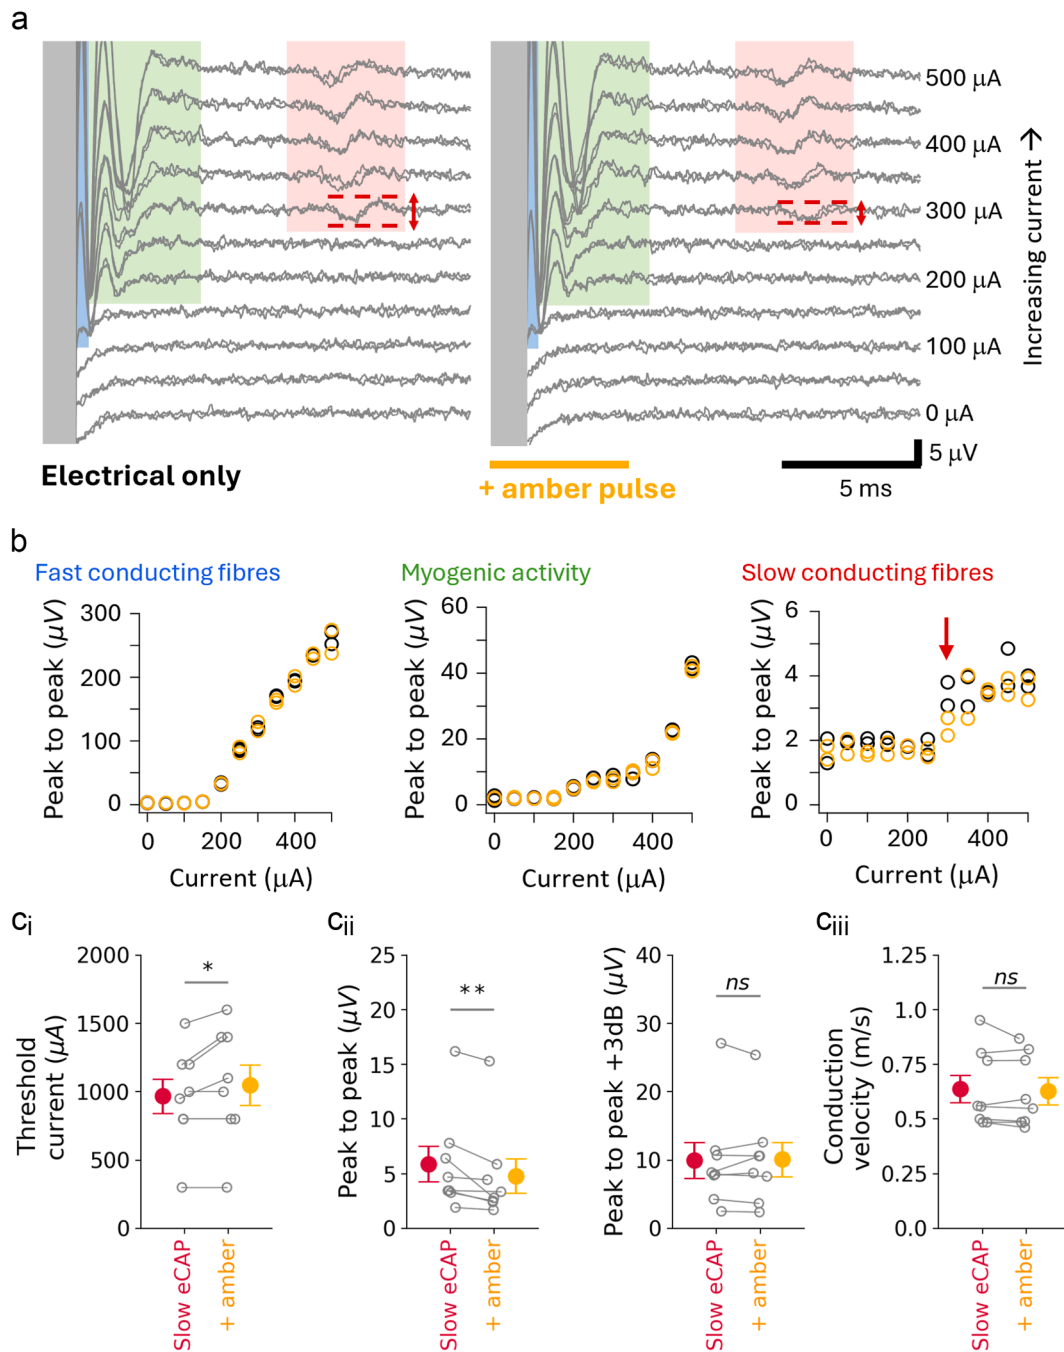 a
500 μA
400 μA
300 μA
200 μA
100 μA
0 μA
Increasing current →
5 μV
5 ms
Electrical only
+ amber pulse
b
Fast conducting fibres
Myogenic activity
Slow conducting fibres
Peak to peak (μV)
300
200
100
0
0 200 400
Current (μA)
Peak to peak (μV)
60
40
20
0
0 200 400
Current (μA)
Peak to peak (μV)
6
4
2
0
0 200 400
Current (μA)
ci
Threshold
current (μA)
2000
1500
1000
500
0
*
Slow eCAP
+ amber
cii
Peak to peak (μV)
25
20
15
10
5
0
**
Slow eCAP
+ amber
Peak to peak +3dB (μV)
40
30
20
10
0
ns
Slow eCAP
+ amber
ciii
Conduction
velocity (m/s)
1.25
1.0
0.75
0.5
0.25
0.0
ns
Slow eCAP
+ amber